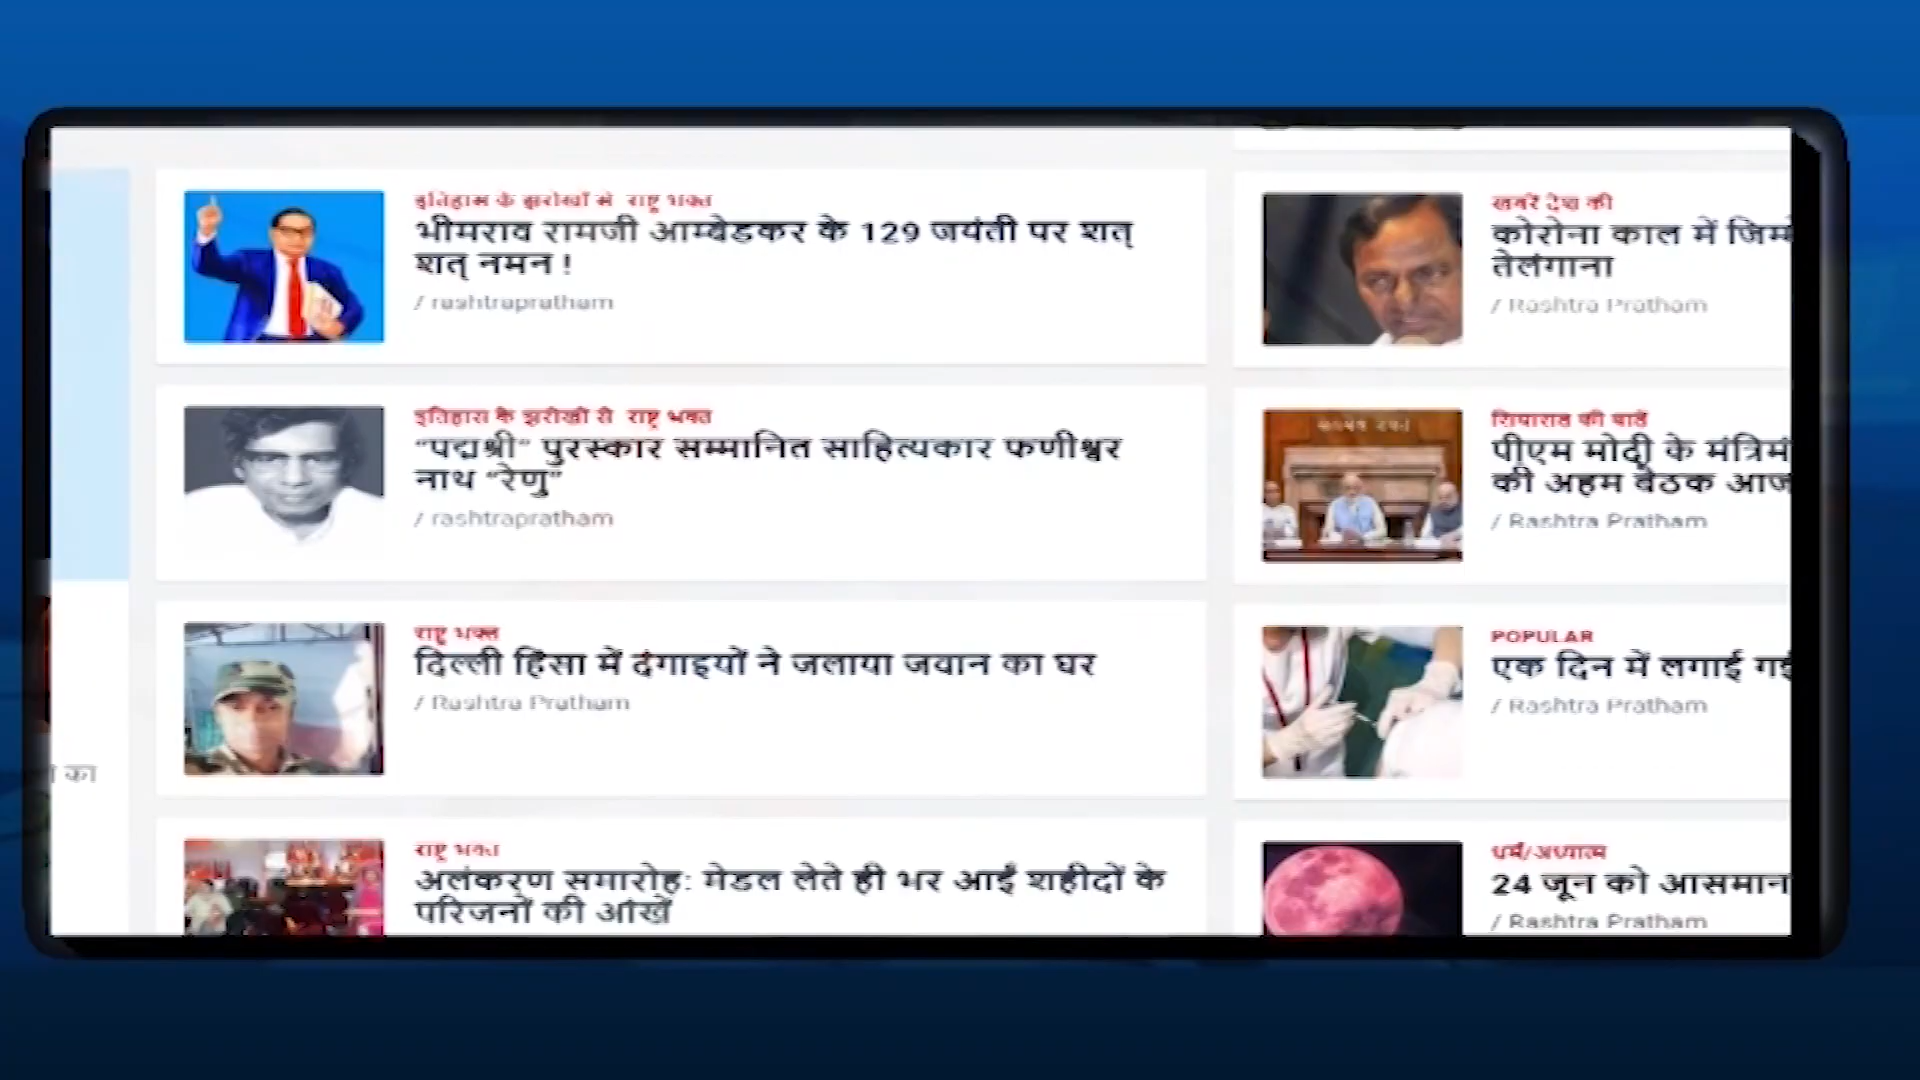 इतिहास के झरोखों से राष्ट्र भक्त
भीमराव रामजी आम्बेडकर के 129 जयंती पर शत्
शत् नमन !
/ rashtrapratham
इतिहास के झरोखों से राष्ट्र भक्त
“पद्मश्री” पुरस्कार सम्मानित साहित्यकार फणीश्वर
नाथ “रेणु”
/ rashtrapratham
राष्ट्र भक्त
दिल्ली हिंसा में दंगाइयों ने जलाया जवान का घर
/ Rashtra Pratham
राष्ट्र भक्त
अलंकरण समारोह: मेडल लेते ही भर आईं शहीदों के
परिजनों की आंखें
खबरें देश की
कोरोना काल में
तेलंगाना
/ Rashtra Pratham
सियासत की बातें
पीएम मोदी के
की अहम बैठक आज
/ Rashtra Pratham
POPULAR
एक दिन में लगाई
/ Rashtra Pratham
धर्म/अध्यात्म
24 जून को आसमान
/ Rashtra Pratham
का